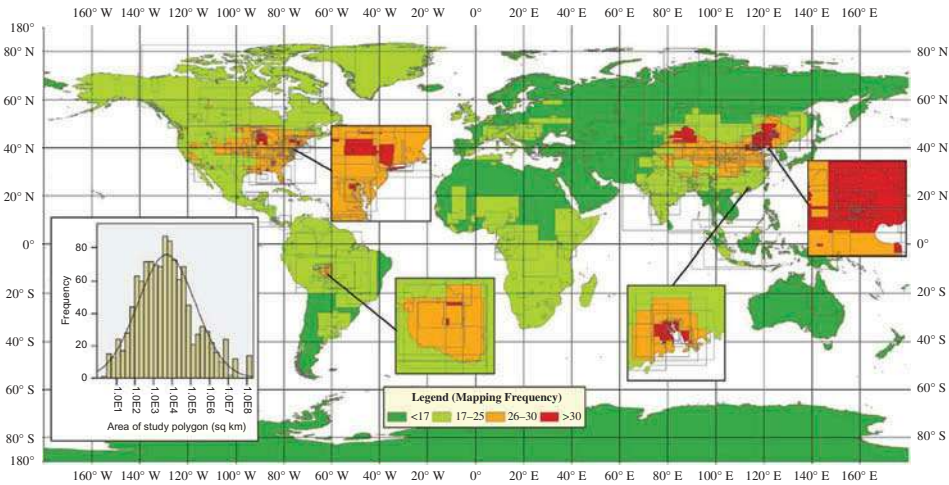 160° W 140° W 120° W 100° W 80° W 60° W 40° W 20° W 0° 20° E 40° E 60° E 80° E 100° E 120° E 140° E 160° E
180°
80° N 80° N
60° N 60° N
40° N 40° N
20° N 20° N
0° 0°
20° S 20° S
40° S 40° S
60° S 60° S
80° S 80° S
180°
80
60
40
20
0
Frequency
1.0E1 1.0E2 1.0E3 1.0E4 1.0E5 1.0E6 1.0E7 1.0E8
Area of study polygon (sq km)
Legend (Mapping Frequency)
<17 17–25 26–30 >30
160° W 140° W 120° W 100° W 80° W 60° W 40° W 20° W 0° 20° E 40° E 60° E 80° E 100° E 120° E 140° E 160° E